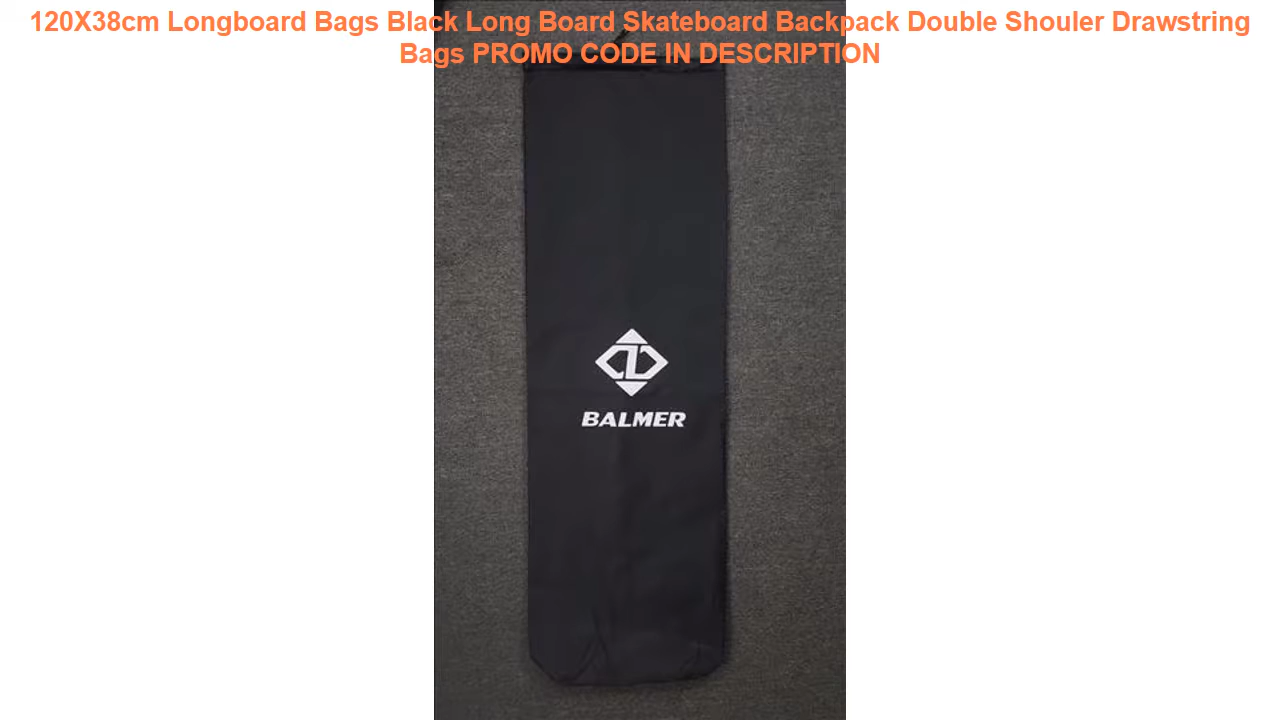 120X38cm Longboard Bags Black Long Board Skateboard Backpack Double Shouler Drawstring
Bags PROMO CODE IN DESCRIPTION
BALMER